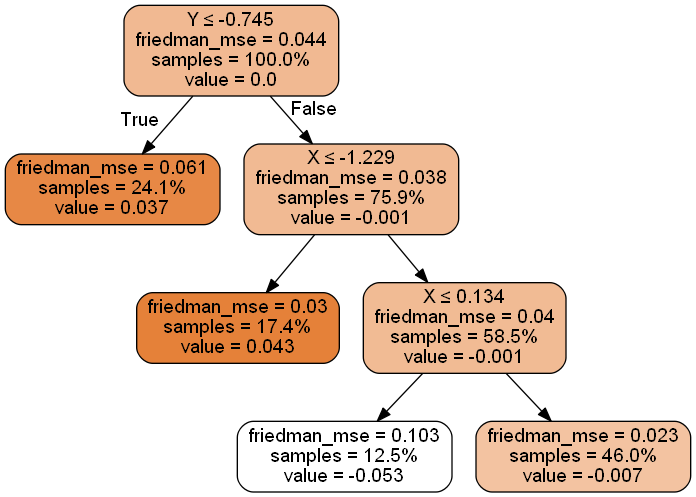 Y ≤ -0.745
friedman_mse = 0.044
samples = 100.0%
value = 0.0
True
False
friedman_mse = 0.061
samples = 24.1%
value = 0.037
X ≤ -1.229
friedman_mse = 0.038
samples = 75.9%
value = -0.001
friedman_mse = 0.03
samples = 17.4%
value = 0.043
X ≤ 0.134
friedman_mse = 0.04
samples = 58.5%
value = -0.001
friedman_mse = 0.103
samples = 12.5%
value = -0.053
friedman_mse = 0.023
samples = 46.0%
value = -0.007